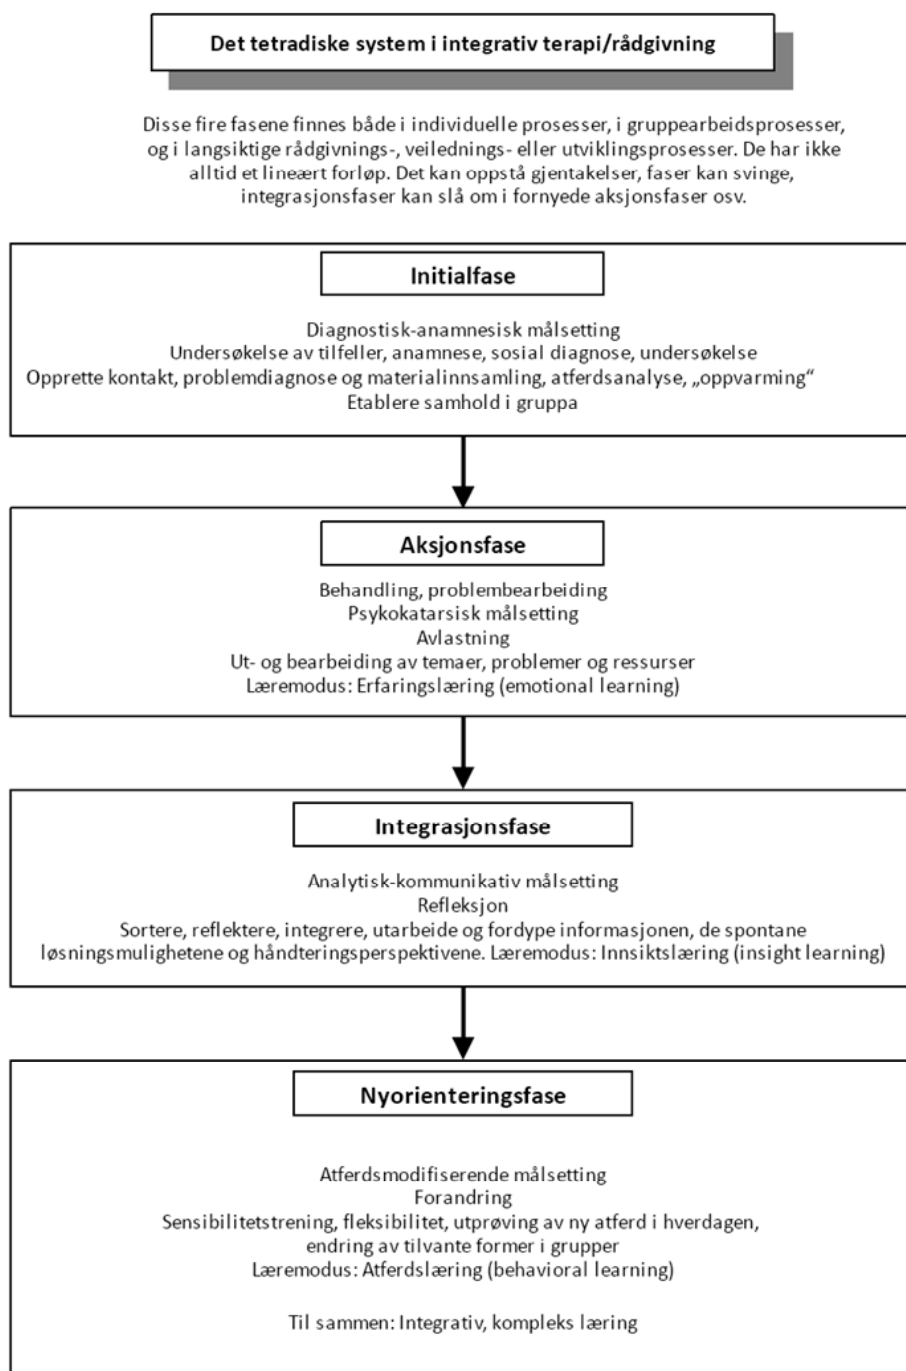 Det tetradiske system i integrativ terapi/rådgivning
Disse fire fasene finnes både i individuelle prosesser, i gruppearbeidsprosesser,
og i langsiktige rådgivnings-, veilednings- eller utviklingsprosesser. De har ikke
alltid et lineært forløp. Det kan oppstå gjentakelser, faser kan svinge,
integrasjonsfaser kan slå om i fornyede aksjonsfaser osv.
Initialfase
Diagnostisk-anamnesisk målsetting
Undersøkelse av tilfeller, anamnese, sosial diagnose, undersøkelse
Opprette kontakt, problemdiagnose og materialinnsamling, atferdsanalyse, „oppvarming“
Etablere samhold i gruppa
Aksjonsfase
Behandling, problembearbeiding
Psykokatarsisk målsetting
Avlastning
Ut- og bearbeiding av temaer, problemer og ressurser
Læremodus: Erfaringslæring (emotional learning)
Integrasjonsfase
Analytisk-kommunikativ målsetting
Refleksjon
Sortere, reflektere, integrere, utarbeide og fordype informasjonen, de spontane
løsningsmulighetene og håndteringsperspektivene. Læremodus: Innsiktslæring (insight learning)
Nyorienteringsfase
Atferdsmodifiserende målsetting
Forandring
Sensibilitetstrening, fleksibilitet, utprøving av ny atferd i hverdagen,
endring av tilvante former i grupper
Læremodus: Atferdslæring (behavioral learning)
Til sammen: Integrativ, kompleks læring